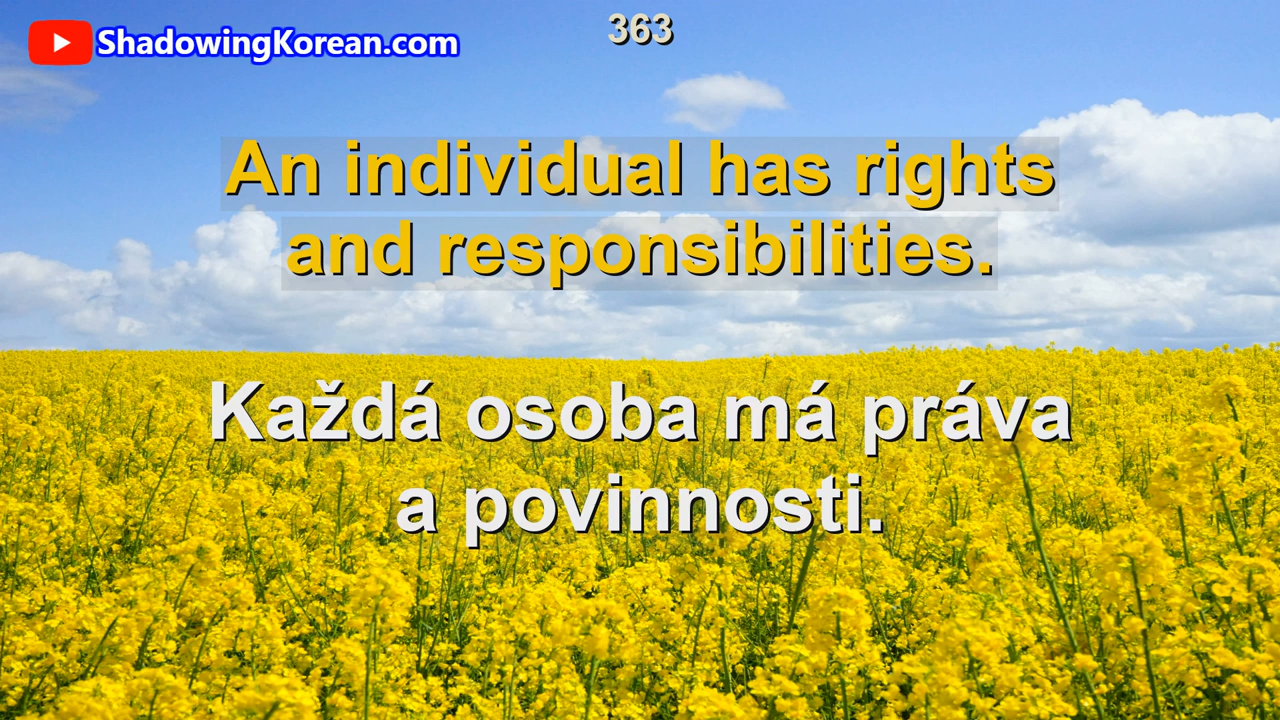 ShadowingKorean.com
363
An individual has rights
and responsibilities.
Každá osoba má práva
a povinnosti.